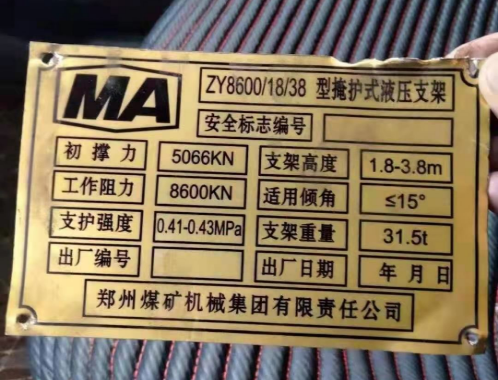 MA
ZY8600/18/38 型掩护式液压支架
安全标志编号
初撑力 5066KN 支架高度 1.8-3.8m
工作阻力 8600KN 适用倾角 ≤15°
支护强度 0.41-0.43MPa 支架重量 31.5t
出厂编号 出厂日期 年 月 日
郑州煤矿机械集团有限责任公司